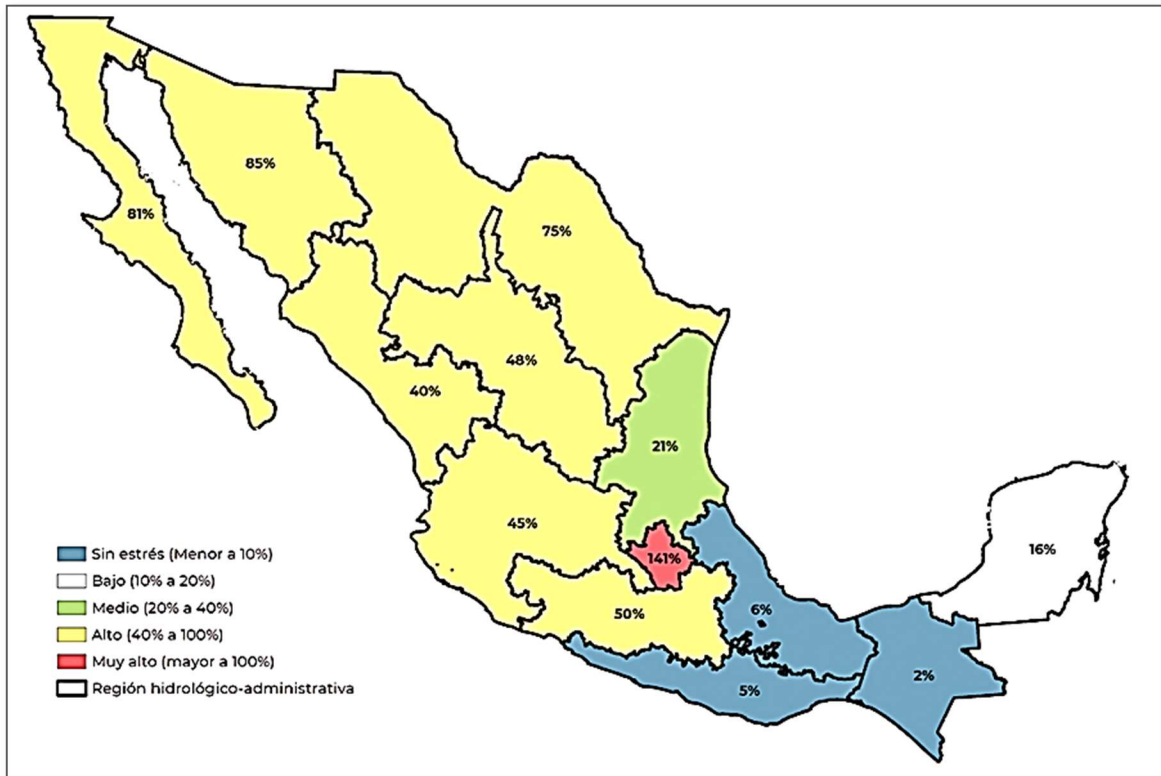 85%
81%
75%
48%
40%
21%
45%
141%
16%
50%
6%
5%
2%
Sin estrés (Menor a 10%)
Bajo (10% a 20%)
Medio (20% a 40%)
Alto (40% a 100%)
Muy alto (mayor a 100%)
Región hidrológico-administrativa